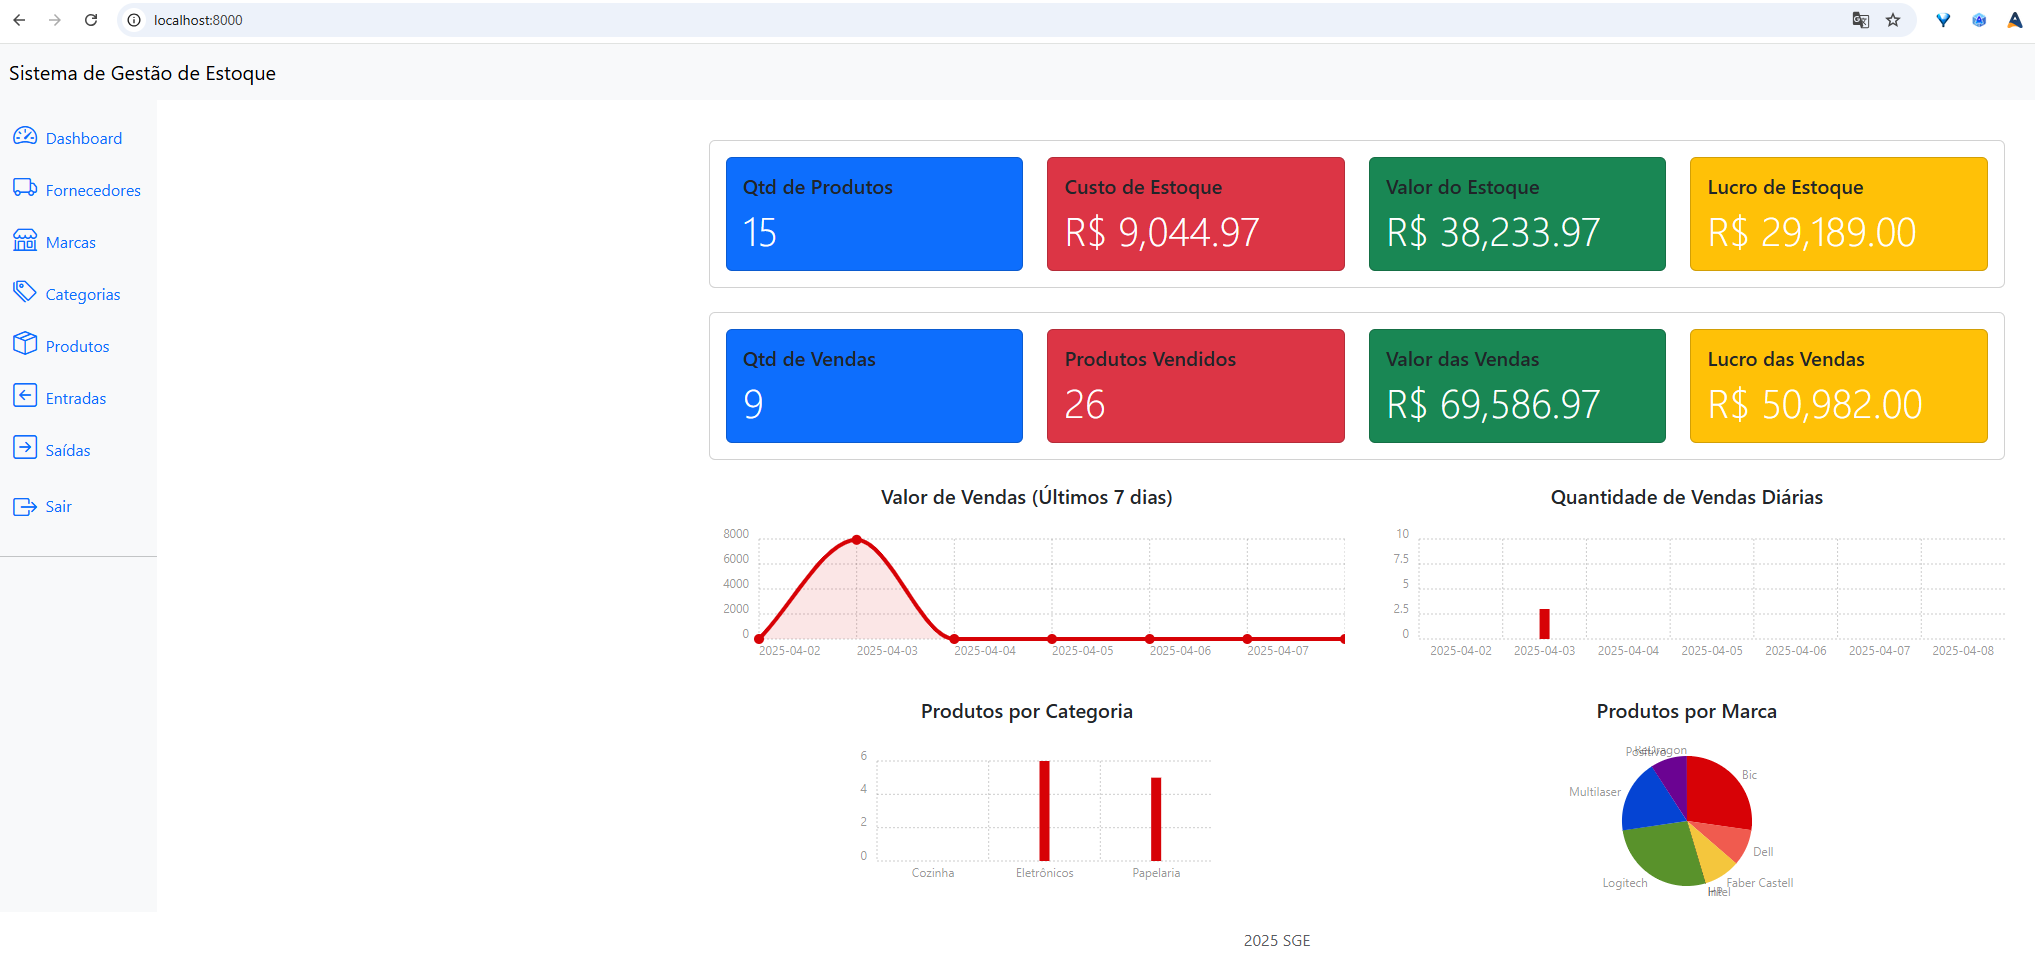 localhost:8000
Sistema de Gestão de Estoque
Dashboard
Fornecedores
Marcas
Categorias
Produtos
Entradas
Saídas
Sair
Qtd de Produtos
15
Custo de Estoque
R$ 9,044.97
Valor do Estoque
R$ 38,233.97
Lucro de Estoque
R$ 29,189.00
Qtd de Vendas
9
Produtos Vendidos
26
Valor das Vendas
R$ 69,586.97
Lucro das Vendas
R$ 50,982.00
Valor de Vendas (Últimos 7 dias)
8000
6000
4000
2000
0
2025-04-02 2025-04-03 2025-04-04 2025-04-05 2025-04-06 2025-04-07
Quantidade de Vendas Diárias
10
7.5
5
2.5
0
2025-04-02 2025-04-03 2025-04-04 2025-04-05 2025-04-06 2025-04-07 2025-04-08
Produtos por Categoria
6
4
2
0
Cozinha Eletrônicos Papelaria
Produtos por Marca
Positivo
Bic
Multilaser
Dell
Logitech
Faber Castell
2025 SGE